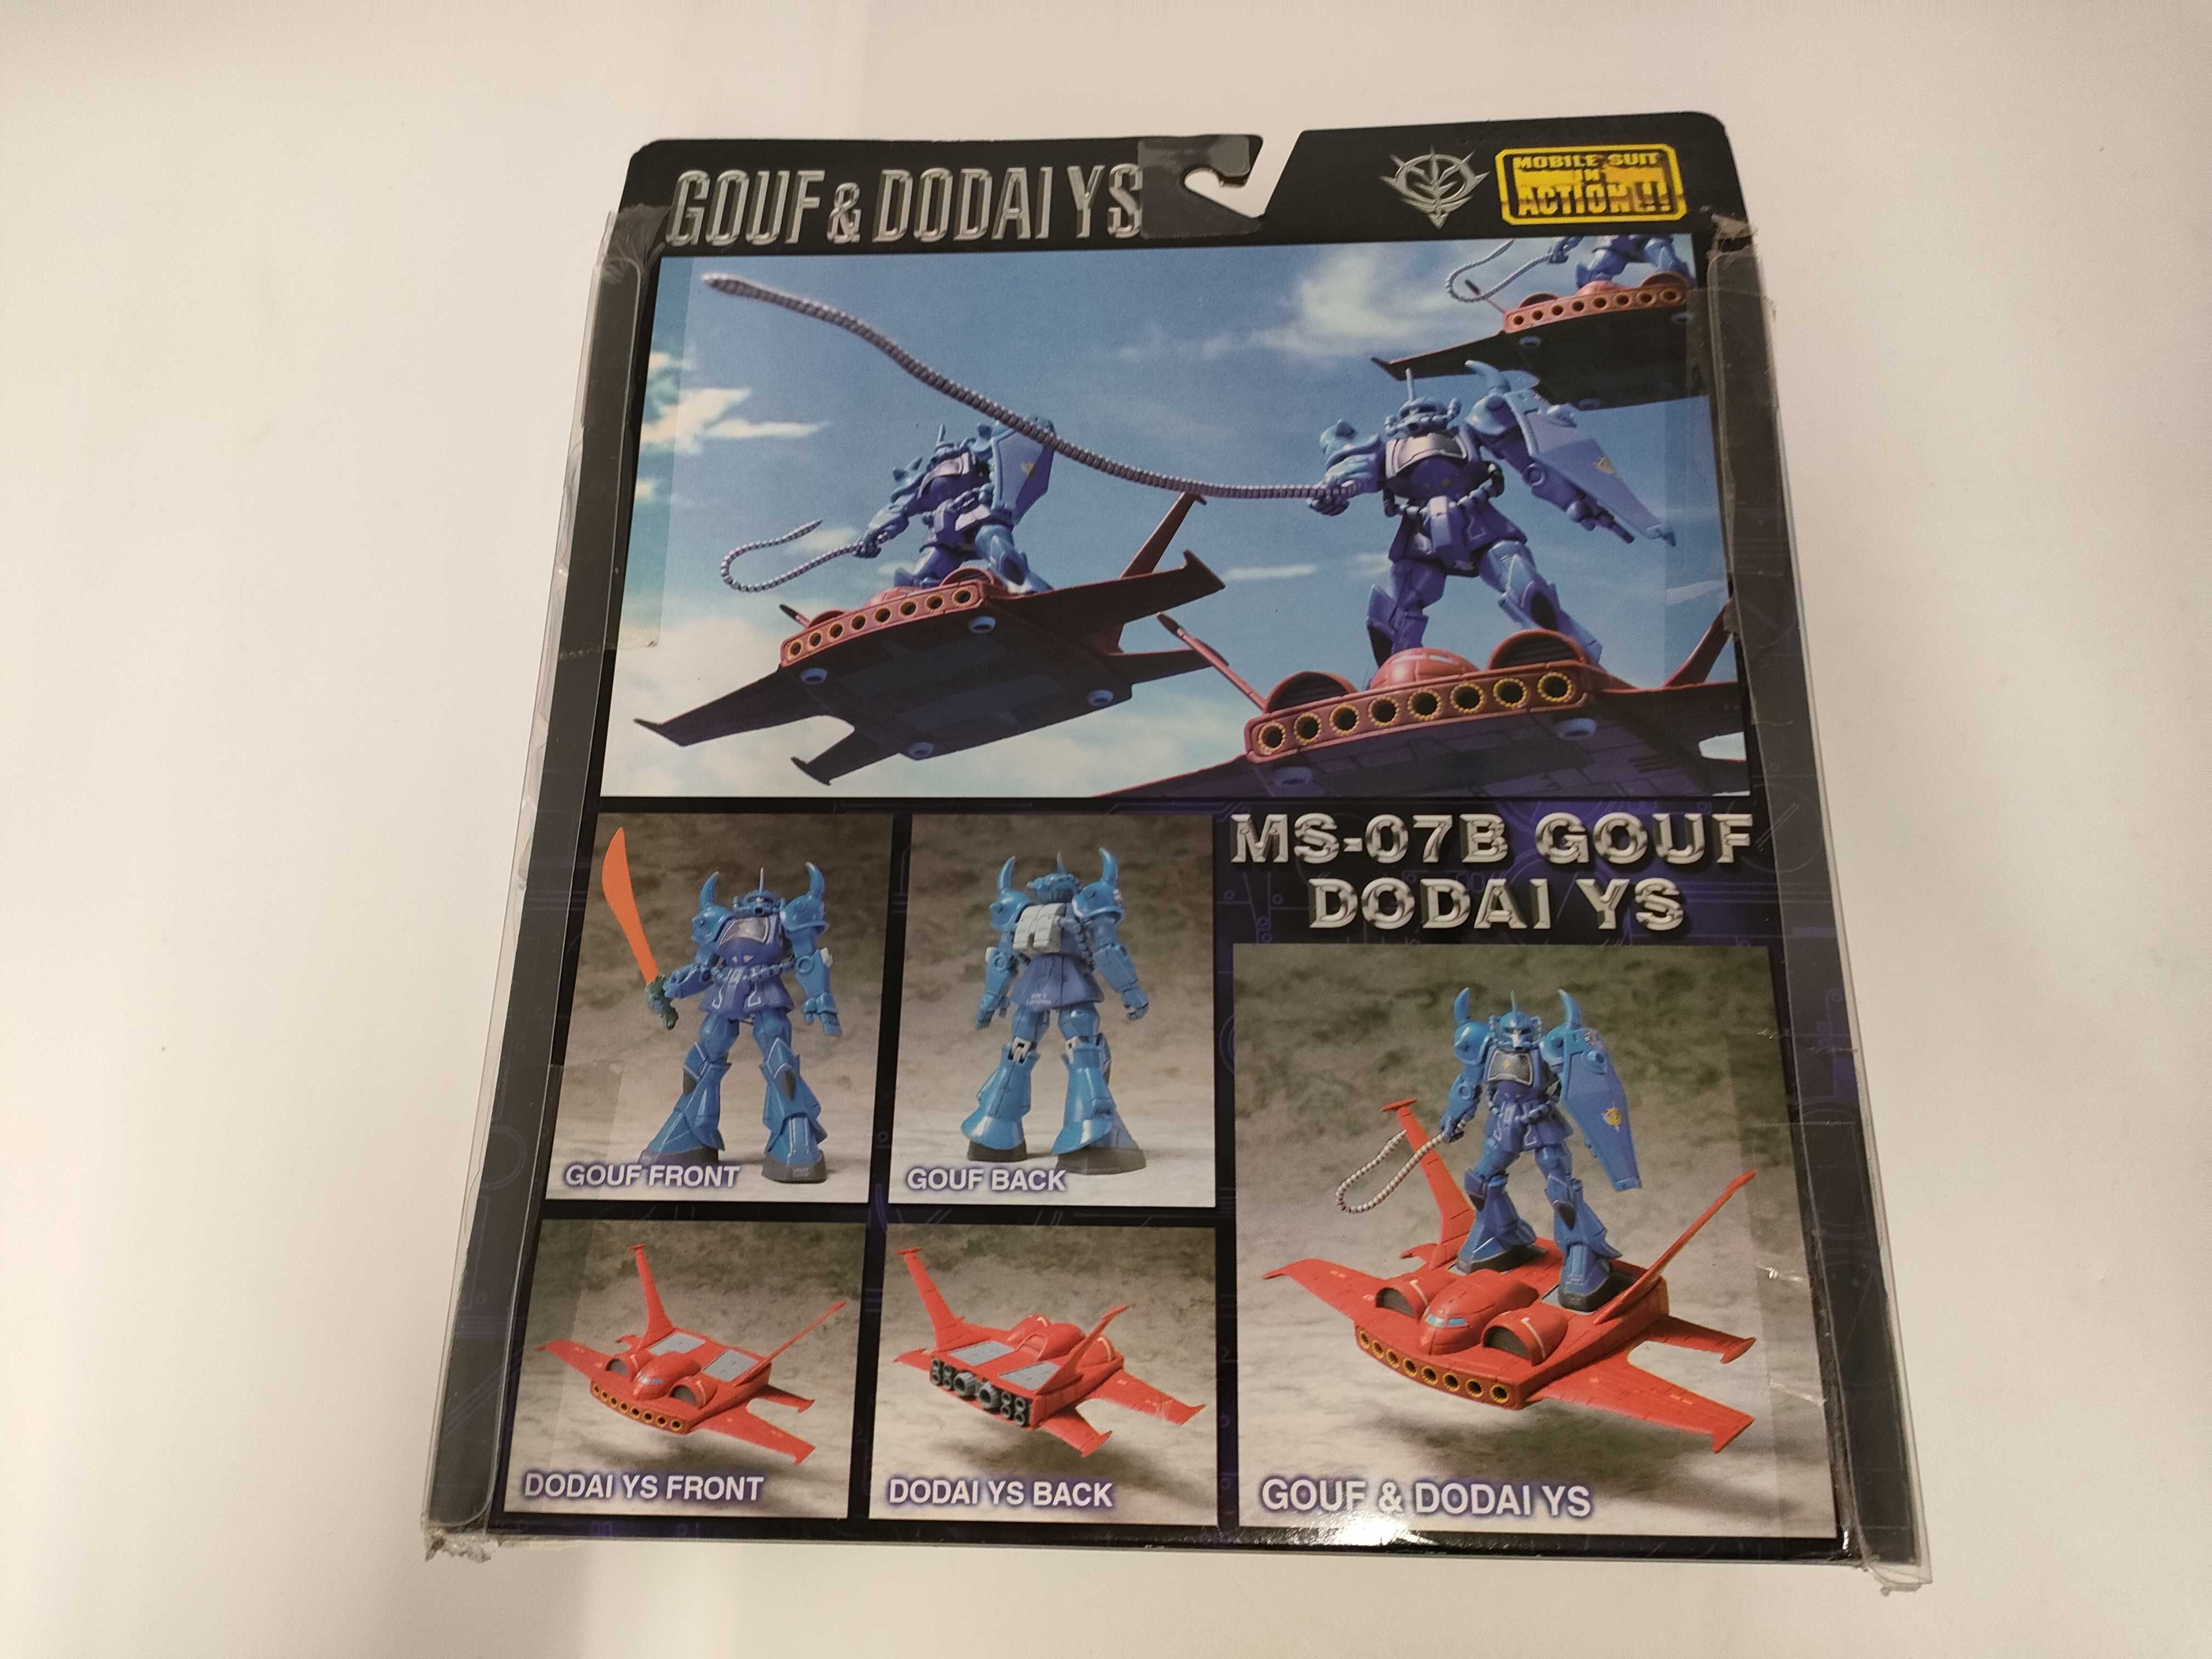 GOUF & DODAI YS
MOBILE SUIT
IN
ACTION!!
MS-07B GOUF
DODAI YS
GOUF FRONT
GOUF BACK
DODAI YS FRONT
DODAI YS BACK
GOUF & DODAI YS